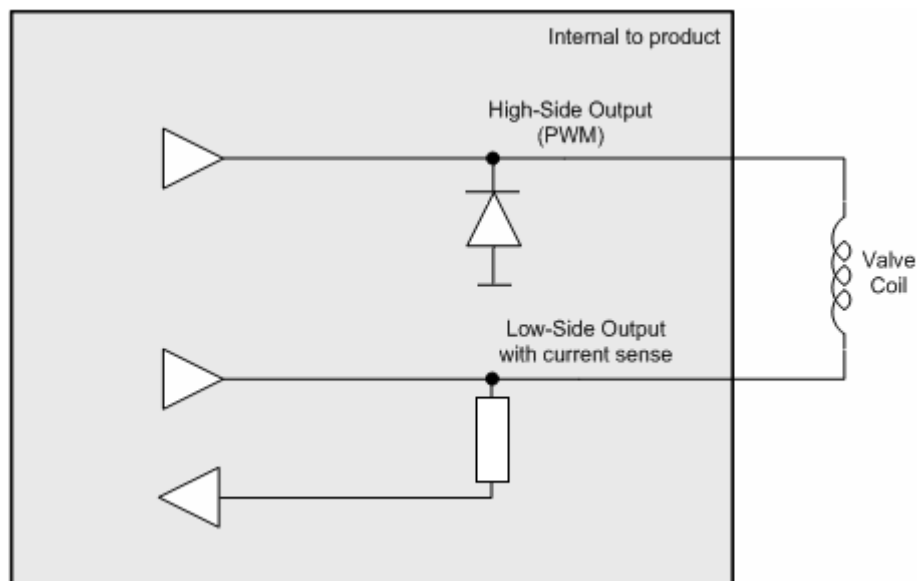 Internal to product
High-Side Output
(PWM)
Valve
Coil
Low-Side Output
with current sense